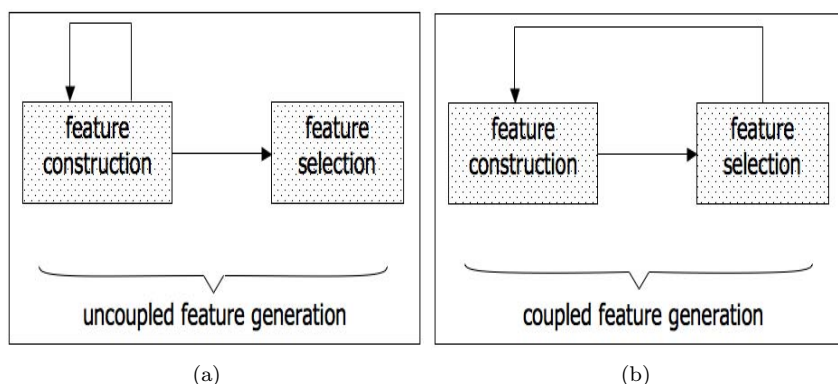 feature
construction
feature
selection
uncoupled feature generation
(a)
feature
construction
feature
selection
coupled feature generation
(b)